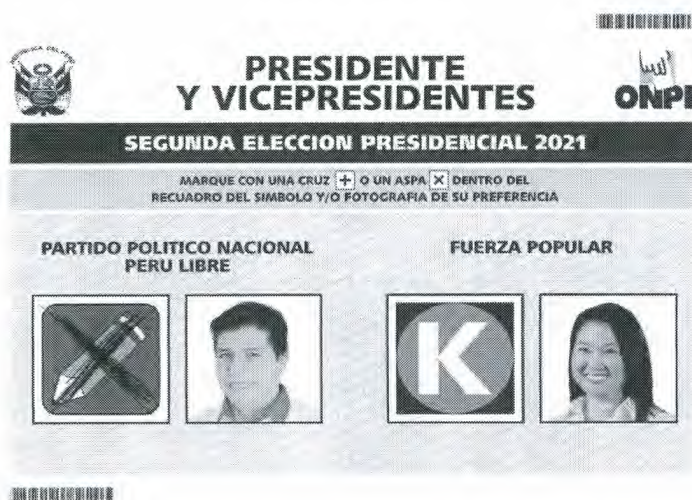 PRESIDENTE
Y VICEPRESIDENTES
ONPE
SEGUNDA ELECCION PRESIDENCIAL 2021
MARQUE CON UNA CRUZ + O UN ASPA X DENTRO DEL
RECUADRO DEL SIMBOLO Y/O FOTOGRAFIA DE SU PREFERENCIA
PARTIDO POLITICO NACIONAL
PERU LIBRE
FUERZA POPULAR
K